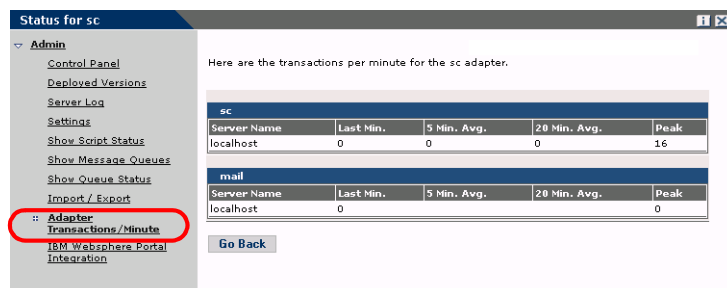 Status for sc
Admin
Control Panel
Deployed Versions
Server Log
Settings
Show Script Status
Show Message Queues
Show Queue Status
Import / Export
Adapter
Transactions/Minute
IBM Websphere Portal
Integration
Here are the transactions per minute for the sc adapter.
sc
Server Name Last Min. 5 Min. Avg. 20 Min. Avg. Peak
localhost 0 0 0 16
mail
Server Name Last Min. 5 Min. Avg. 20 Min. Avg. Peak
localhost 0 0
Go Back